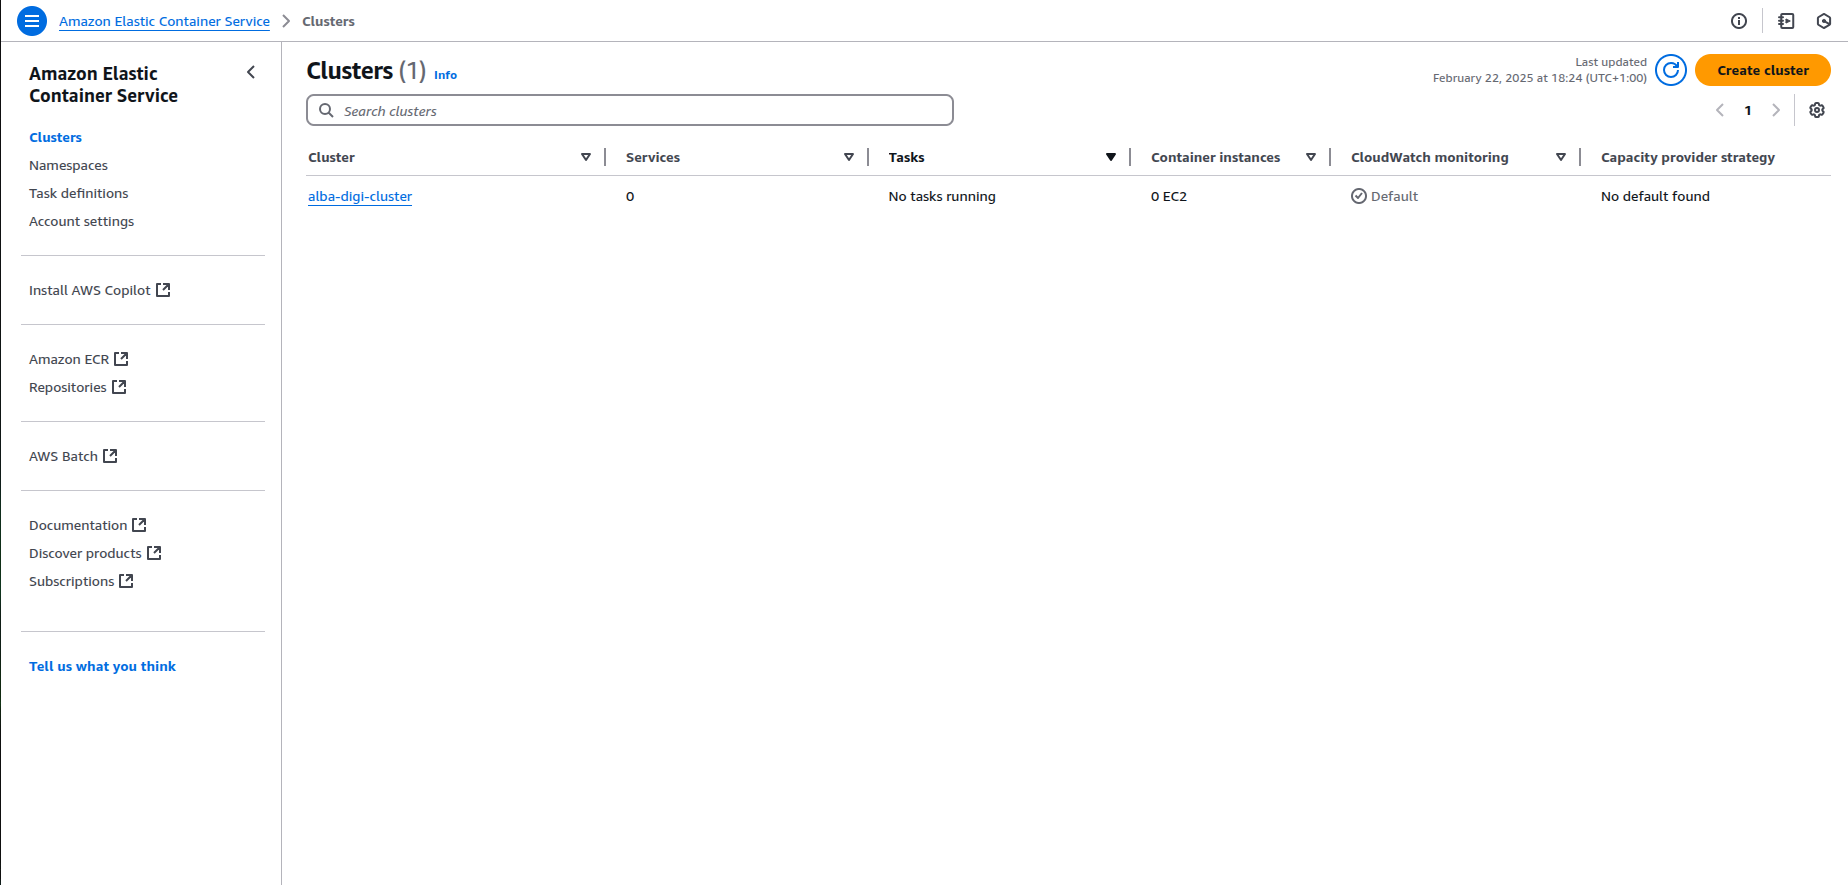 Amazon Elastic Container Service > Clusters
Amazon Elastic
Container Service
Clusters
Namespaces
Task definitions
Account settings
Install AWS Copilot
Amazon ECR
Repositories
AWS Batch
Documentation
Discover products
Subscriptions
Tell us what you think
Clusters (1) Info
Last updated
February 22, 2025 at 18:24 (UTC+1:00)
Create cluster
Search clusters
1
Cluster Services Tasks Container instances CloudWatch monitoring Capacity provider strategy
alba-digi-cluster 0 No tasks running 0 EC2 Default No default found